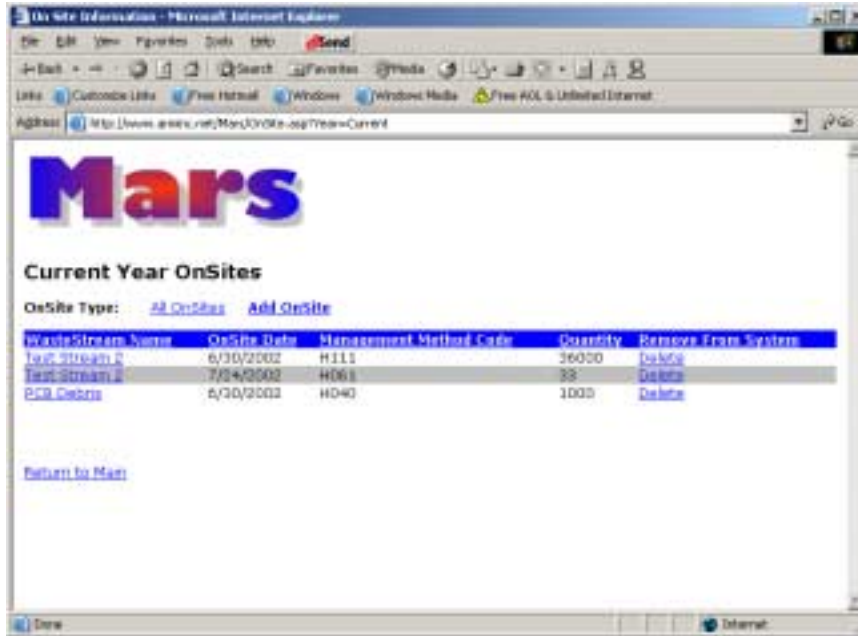 On Site Information - Microsoft Internet Explorer
File Edit View Favorites Tools Help Send
Back Search Favorites Media
Links Customize Links Free Hotmail Windows Windows Media Free AOL & Unlimited Internet
Address Go
Mars
Current Year OnSites
OnSite Type: All OnSites Add OnSite
WasteStream Name OnSite Date Management Method Code Quantity Remove From System
Test Stream 2 6/30/2002 H111 36000 Delete
Test Stream 2 7/04/2002 H061 33 Delete
PCB Debris 6/30/2002 H040 1000 Delete
Return to Main
Done Internet